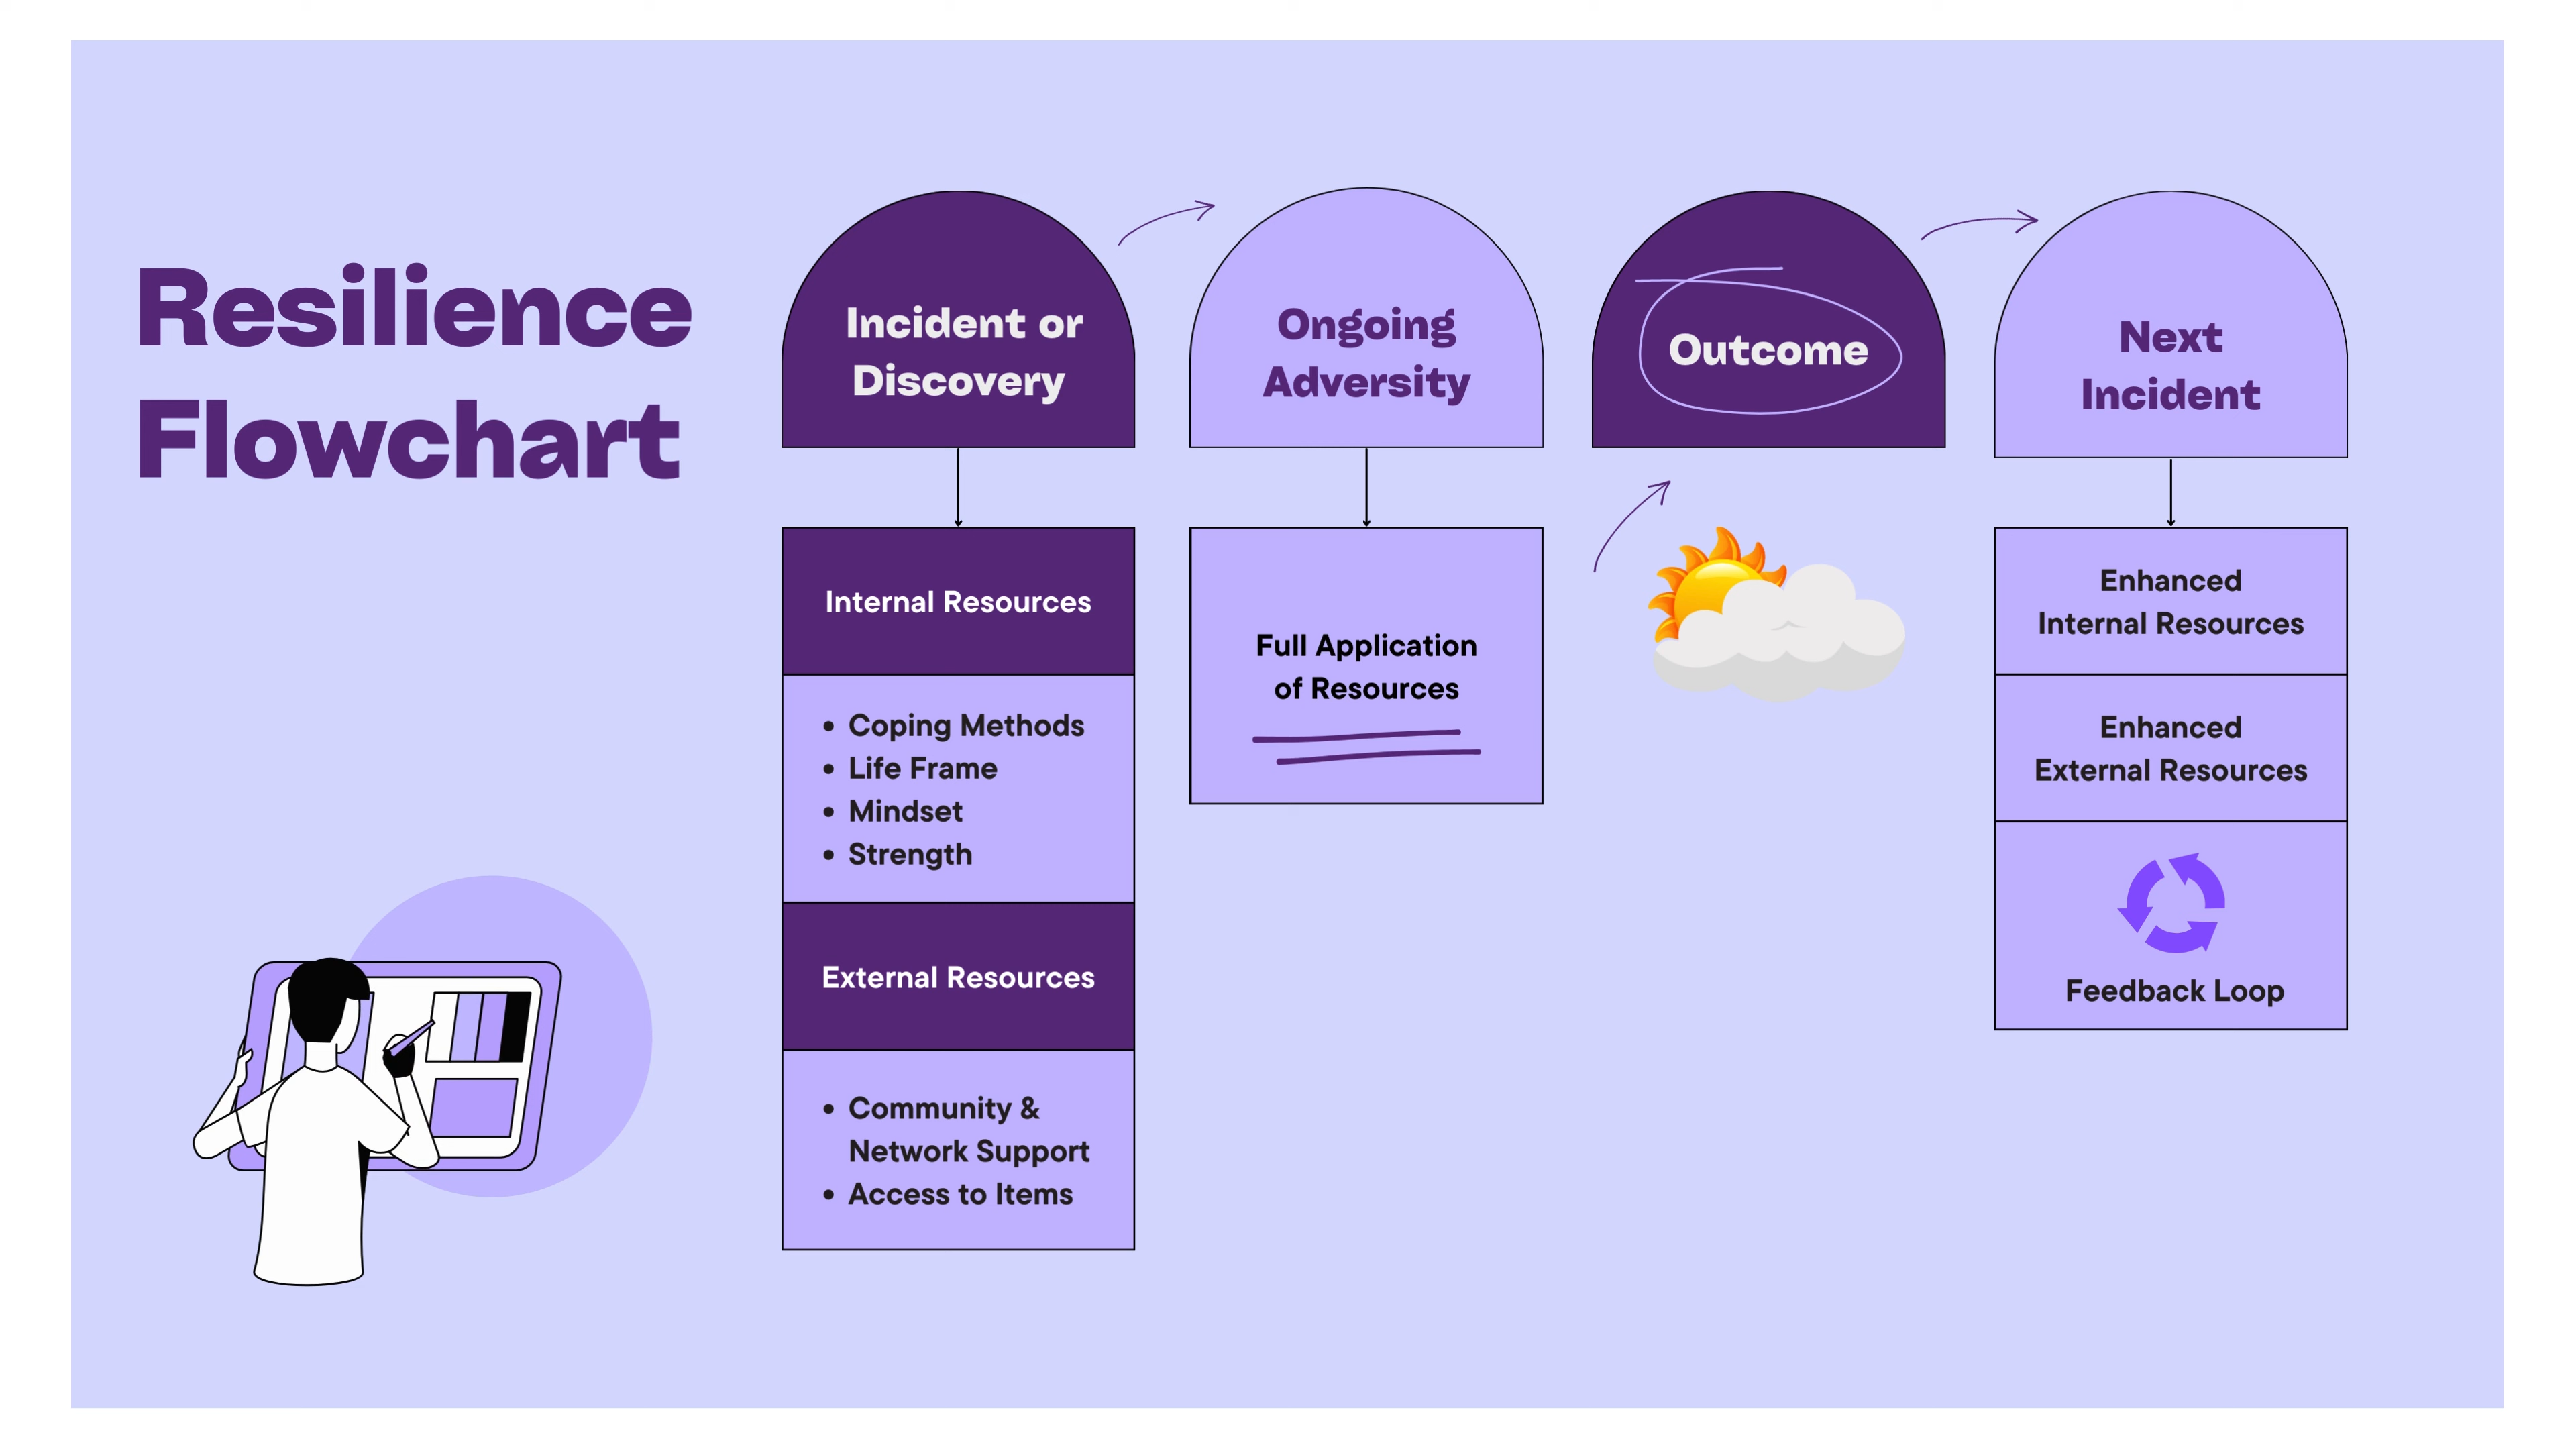 Resilience
Flowchart
Incident or
Discovery
Internal Resources
• Coping Methods
• Life Frame
• Mindset
• Strength
External Resources
• Community &
Network Support
• Access to Items
Ongoing
Adversity
Full Application
of Resources
Outcome
Next
Incident
Enhanced
Internal Resources
Enhanced
External Resources
Feedback Loop